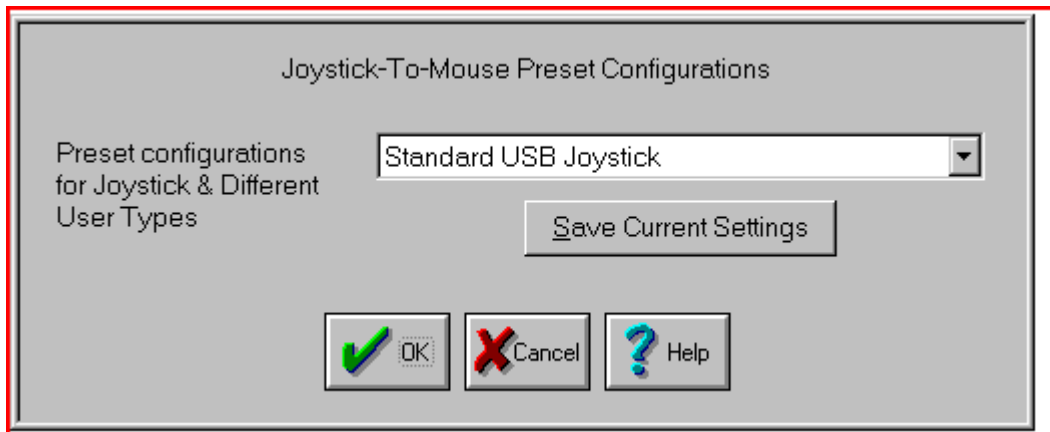 Joystick-To-Mouse Preset Configurations
Preset configurations
for Joystick & Different
User Types
Standard USB Joystick
Save Current Settings
OK
Cancel
Help